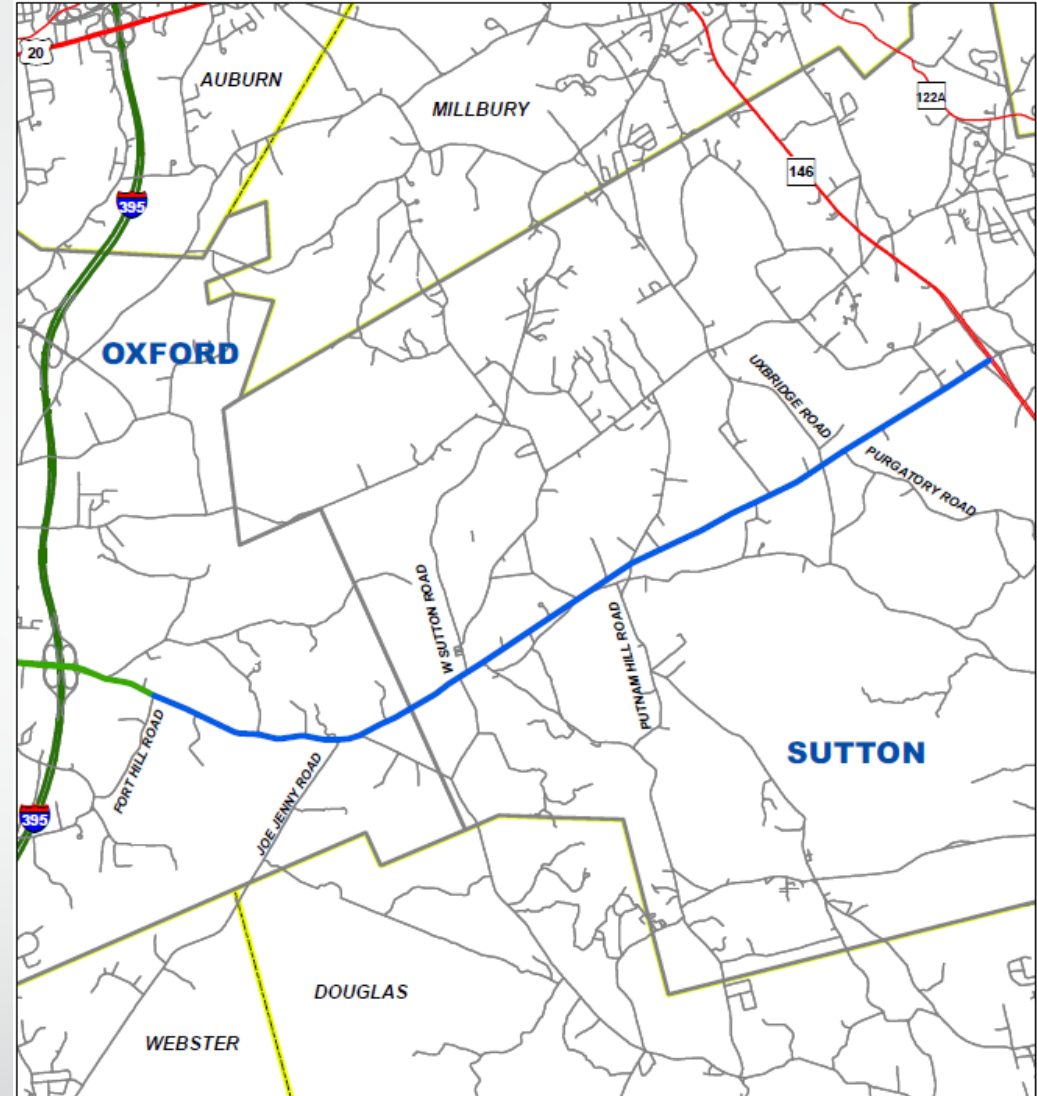 20
AUBURN
MILLBURY
122A
146
395
OXFORD
UXBRIDGE ROAD
PURGATORY ROAD
W SUTTON ROAD
PUTNAM HILL ROAD
FORT HILL ROAD
SUTTON
JOE JENNY ROAD
395
DOUGLAS
WEBSTER